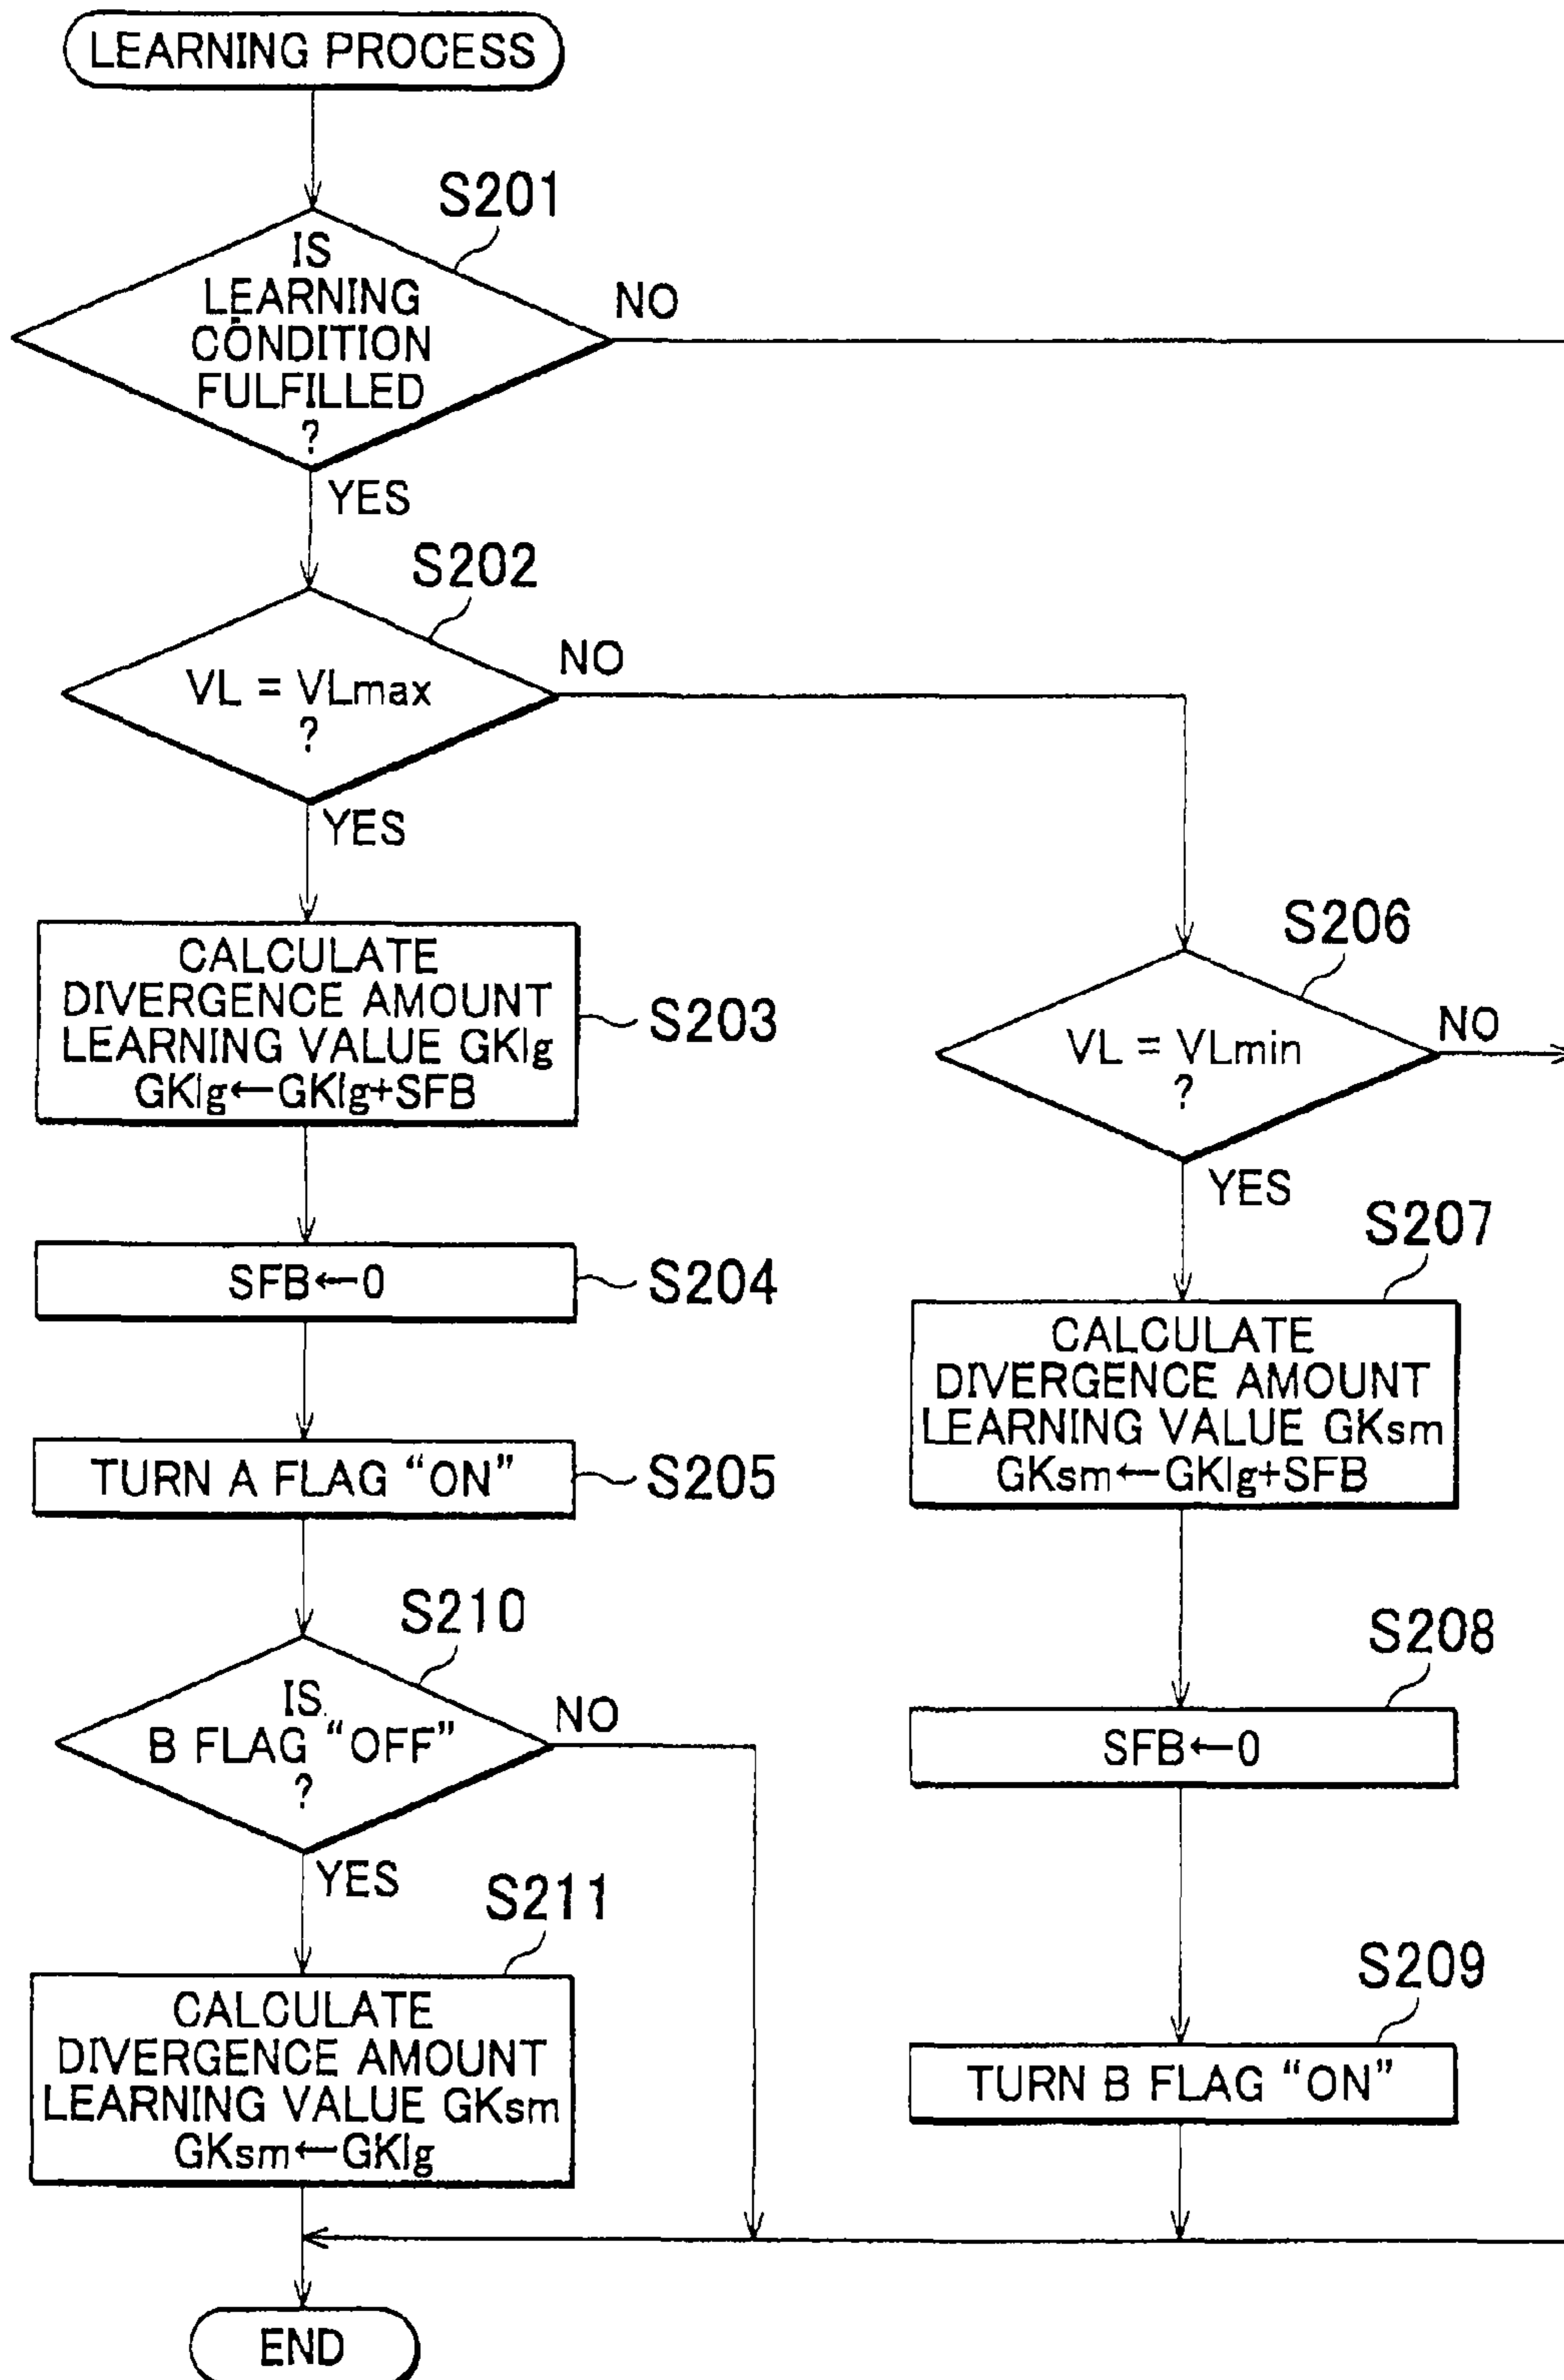 LEARNING PROCESS
S201
IS
LEARNING
CONDITION
FULFILLED
?
NO
YES
S202
VL = VLmax
?
NO
YES
CALCULATE
DIVERGENCE AMOUNT
LEARNING VALUE GKlg
GKlg←GKlg+SFB
S203
SFB←0
S204
TURN A FLAG “ON”
S205
S210
IS
B FLAG “OFF”
?
NO
YES
S211
CALCULATE
DIVERGENCE AMOUNT
LEARNING VALUE GKsm
GKsm←GKlg
S206
VL = VLmin
?
NO
YES
S207
CALCULATE
DIVERGENCE AMOUNT
LEARNING VALUE GKsm
GKsm←GKlg+SFB
S208
SFB←0
S209
TURN B FLAG “ON”
END